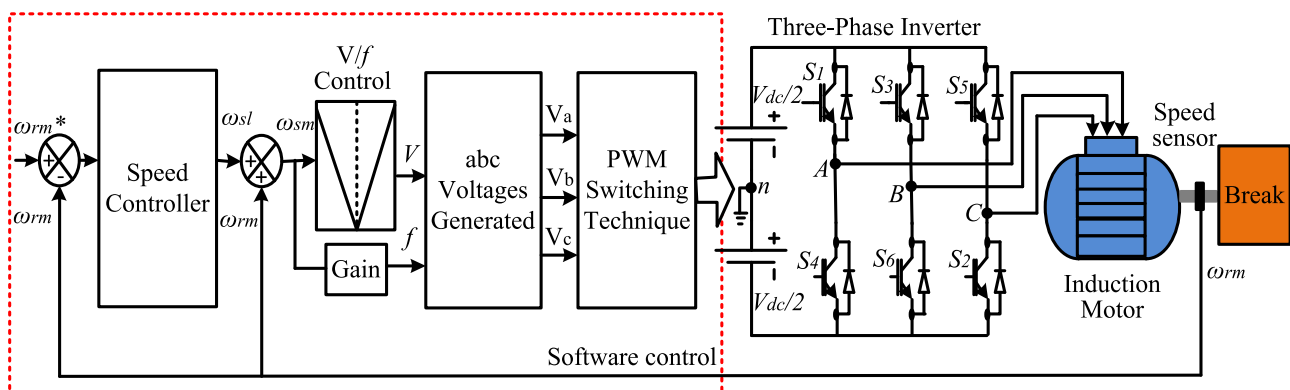 Three-Phase Inverter
V/f
Control
ωrm*
+
-
ωrm
Speed
Controller
ωsl
+
+
ωrm
ωsm
V
f
Gain
abc
Voltages
Generated
Va
Vb
Vc
PWM
Switching
Technique
Vdc/2
+
-
n
+
-
Vdc/2
S1
S3
S5
A
B
C
S4
S6
S2
Speed
sensor
Break
ωrm
Induction
Motor
Software control